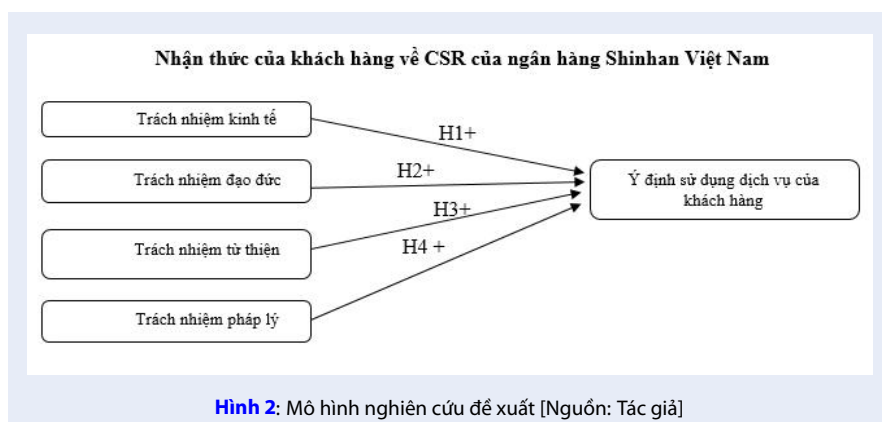 Nhận thức của khách hàng về CSR của ngân hàng Shinhan Việt Nam
Trách nhiệm kinh tế
H1+
Trách nhiệm đạo đức
H2+
Ý định sử dụng dịch vụ của
khách hàng
H3+
Trách nhiệm từ thiện
H4 +
Trách nhiệm pháp lý
Hình 2: Mô hình nghiên cứu đề xuất [Nguồn: Tác giả]